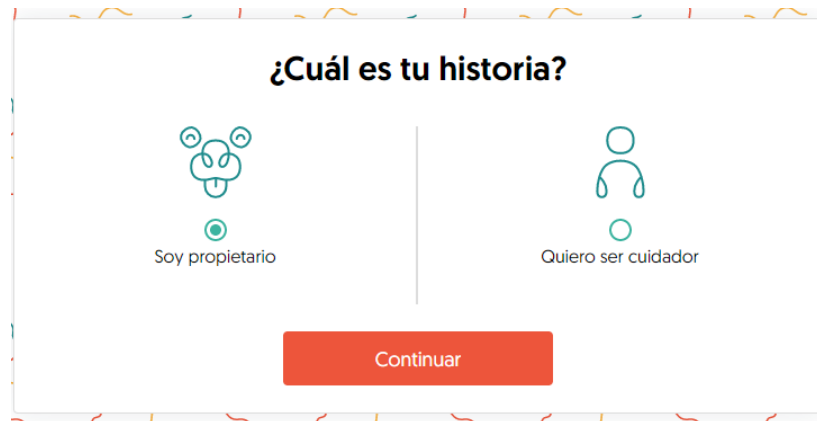 ¿Cuál es tu historia?
Soy propietario
Quiero ser cuidador
Continuar